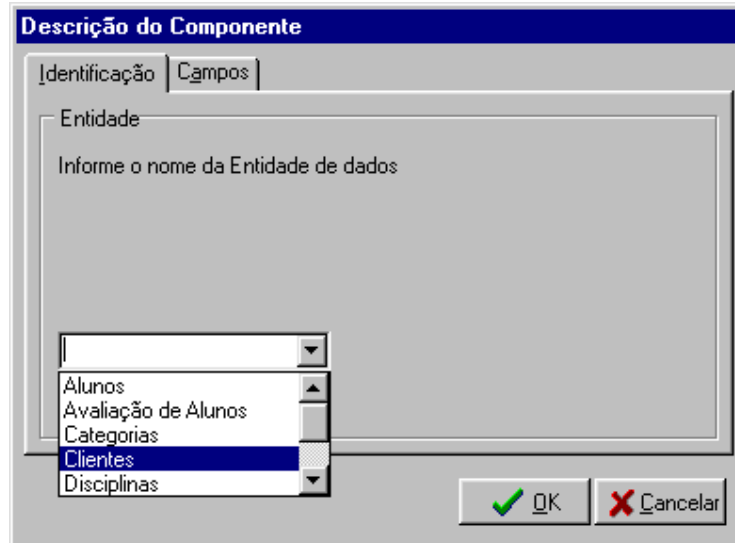 Descrição do Componente
Identificação Campos
Entidade
Informe o nome da Entidade de dados
Alunos
Avaliação de Alunos
Categorias
Clientes
Disciplinas
OK Cancelar